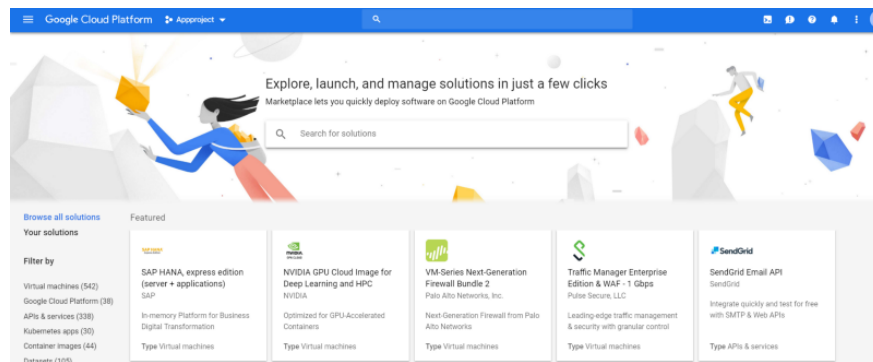 Google Cloud Platform
Appproject
Explore, launch, and manage solutions in just a few clicks
Marketplace lets you quickly deploy software on Google Cloud Platform
Search for solutions
Browse all solutions
Your solutions
Filter by
Virtual machines (542)
Google Cloud Platform (38)
APIs & services (338)
Kubernetes apps (30)
Container images (44)
Datasets (105)
Featured
SAP HANA, express edition
(server + applications)
SAP
In-memory Platform for Business
Digital Transformation
Type Virtual machines
NVIDIA
NVIDIA GPU Cloud Image for
Deep Learning and HPC
NVIDIA
Optimized for GPU-Accelerated
Containers
Type Virtual machines
VM-Series Next-Generation
Firewall Bundle 2
Palo Alto Networks, Inc.
Next-Generation Firewall from Palo
Alto Networks
Type Virtual machines
Traffic Manager Enterprise
Edition & WAF - 1 Gbps
Pulse Secure, LLC
Leading-edge traffic management
& security with granular control
Type Virtual machines
SendGrid
SendGrid Email API
SendGrid
Integrate quickly and test for free
with SMTP & Web APIs
Type APIs & services